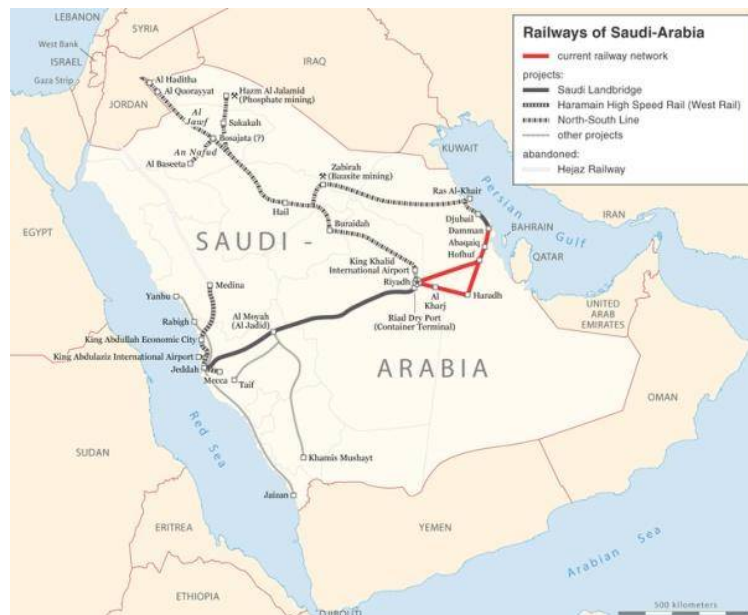 LEBANON
SYRIA
West Bank
ISRAEL
Gaza Strip
IRAQ
JORDAN
Al Haditha
Al Qoorayyat
Hazm Al Jalamid
(Phosphate mining)
Al
Jawf
Sakakah
Bosajata (?)
An Nafud
Al Baseeta
KUWAIT
Zabirah
(Bauxite mining)
Ras Al-Khair
Persian Gulf
IRAN
Hail
Buraidah
Djubail
Damman
BAHRAIN
Abaqaiq
Hofhuf
QATAR
EGYPT
SAUDI -
ARABIA
King Khalid
International Airport
Riyadh
Al
Kharj
Haradh
Riad Dry Port
(Container Terminal)
UNITED
ARAB
EMIRATES
Medina
Yanbu
Rabigh
Al Moyah
(Al Jadid)
King Abdullah Economic City
King Abdulaziz International Airport
Jeddah
Mecca
Taif
Khamis Mushayt
Jaizan
Red Sea
OMAN
SUDAN
ERITREA
YEMEN
ETHIOPIA
DJIBOUTI
Arabian Sea
500 kilometers
Railways of Saudi-Arabia
current railway network
projects:
Saudi Landbridge
Haramain High Speed Rail (West Rail)
North-South Line
other projects
abandoned:
Hejaz Railway